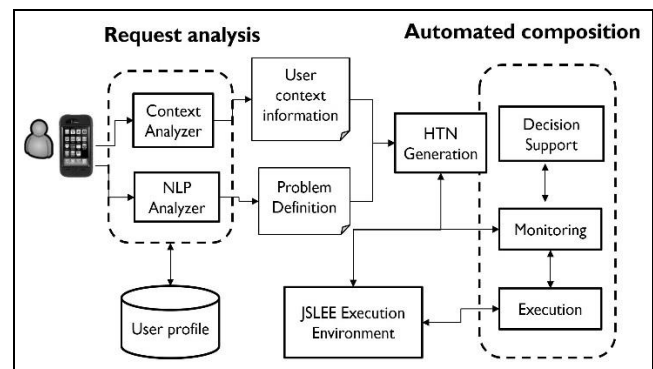 Request analysis
Automated composition
User
context
information
Context
Analyzer
HTN
Generation
Decision
Support
NLP
Analyzer
Problem
Definition
Monitoring
User profile
JSLEE Execution
Environment
Execution